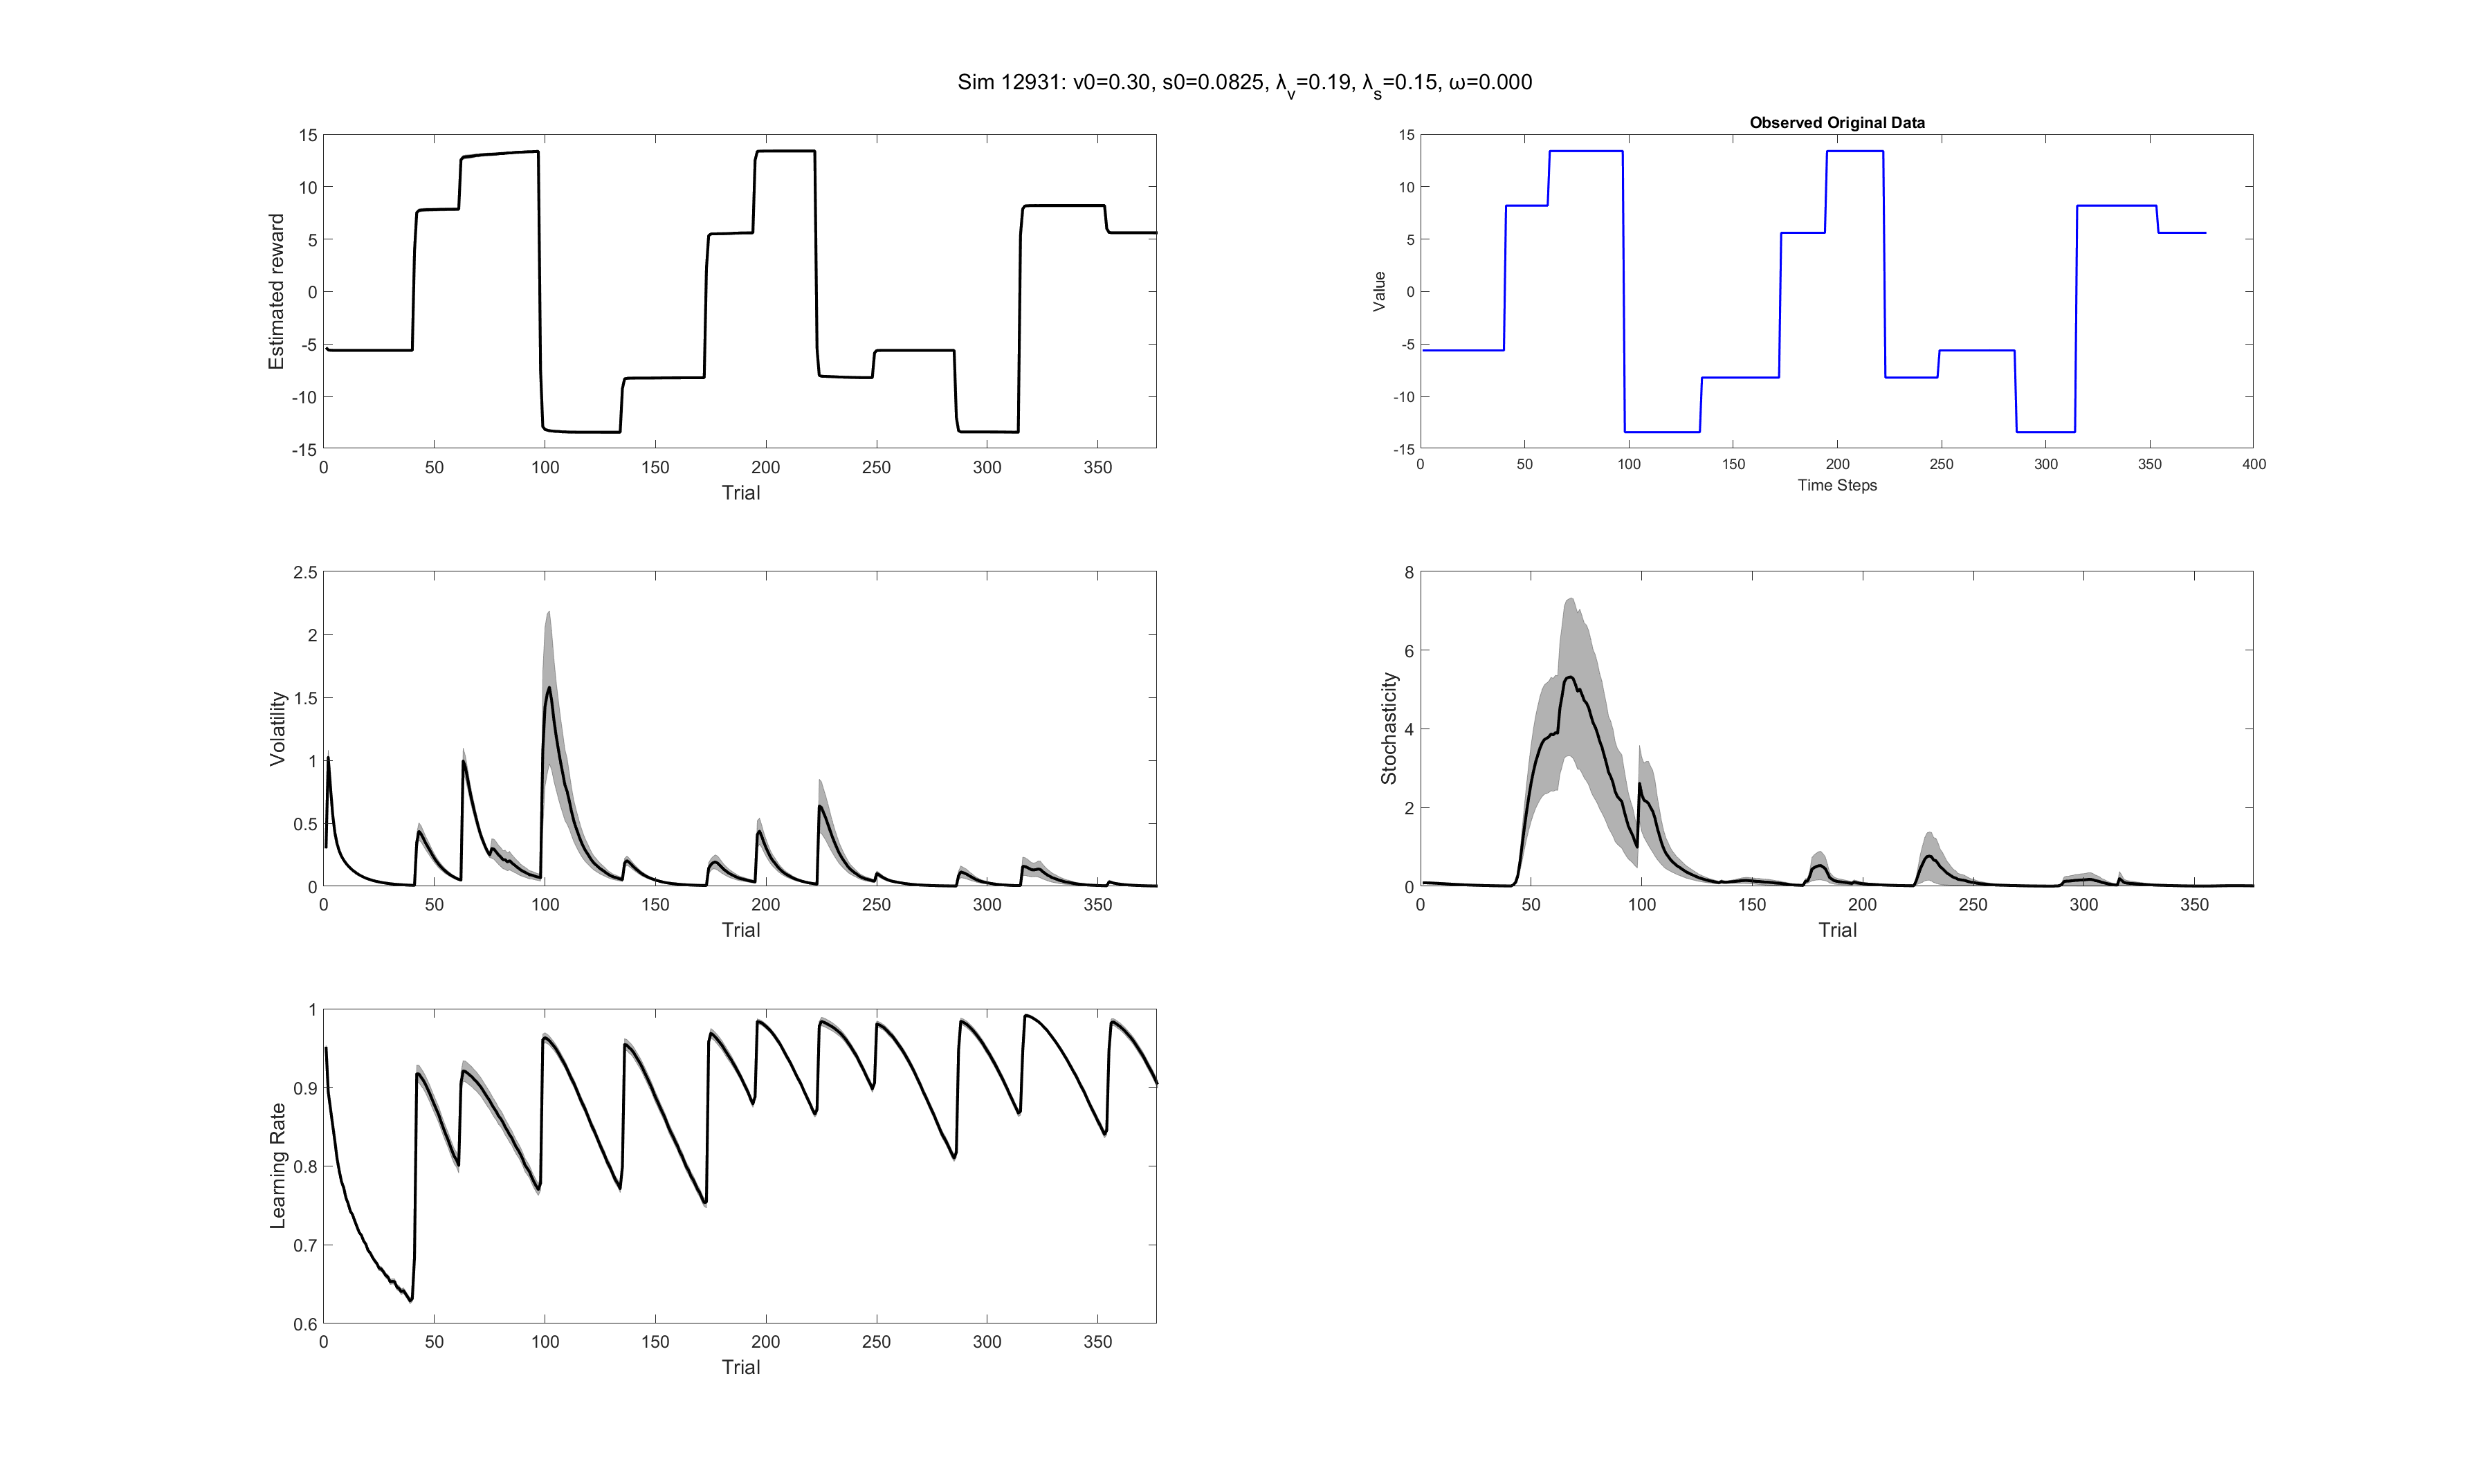 Sim 12931: v0=0.30, s0=0.0825, λv=0.19, λs=0.15, ω=0.000
15
10
5
0
-5
-10
-15
0 50 100 150 200 250 300 350
Estimated reward
Trial
Observed Original Data
15
10
5
0
-5
-10
-15
0 50 100 150 200 250 300 350 400
Value
Time Steps
2.5
2
1.5
1
0.5
0
0 50 100 150 200 250 300 350
Volatility
Trial
8
6
4
2
0
0 50 100 150 200 250 300 350
Stochasticity
Trial
1
0.9
0.8
0.7
0.6
0 50 100 150 200 250 300 350
Learning Rate
Trial